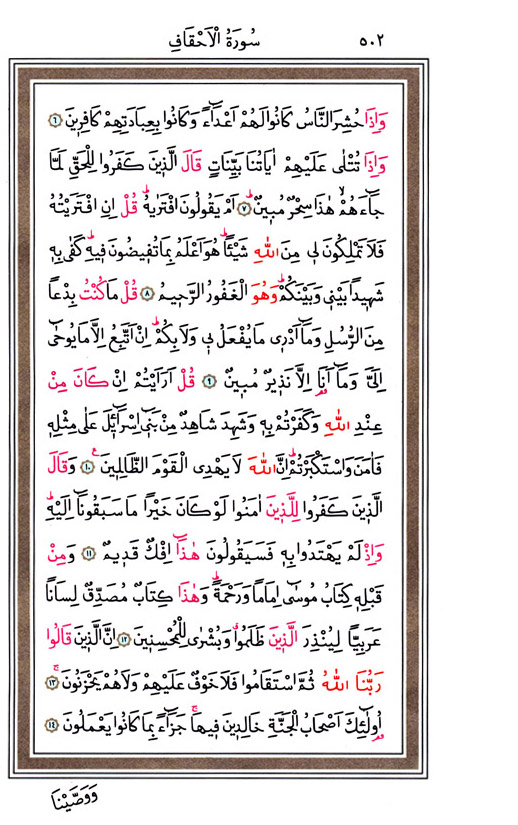 ٥٠٢ سُورَةُ الْاَحْقَافِ
وَاِذَا حُشِرَ النَّاسُ كَانُوا لَهُمْ اَعْدَٓاءً وَكَانُوا بِعِبَادَتِهِمْ كَافِر۪ينَ ﴿٦﴾
وَاِذَا تُتْلٰى عَلَيْهِمْ اٰيَاتُنَا بَيِّنَاتٍ قَالَ الَّذ۪ينَ كَفَرُوا لِلْحَقِّ لَمَّا
جَٓاءَهُمْۙ هٰذَا سِحْرٌ مُب۪ينٌۜ ﴿٧﴾ اَمْ يَقُولُونَ افْتَرٰيهُۜ قُلْ اِنِ افْتَرَيْتُهُ
فَلَا تَمْلِكُونَ ل۪ي مِنَ اللّٰهِ شَيْـًٔاۜ هُوَ اَعْلَمُ بِمَا تُف۪يضُونَ ف۪يهِۜ كَفٰى بِه۪
شَه۪يدًا بَيْن۪ي وَبَيْنَكُمْۜ وَهُوَ الْغَفُورُ الرَّح۪يمُ ﴿٨﴾ قُلْ مَا كُنْتُ بِدْعًا
مِنَ الرُّسُلِ وَمَٓا اَدْر۪ي مَا يُفْعَلُ ب۪ي وَلَا بِكُمْۜ اِنْ اَتَّبِعُ اِلَّا مَا يُوحٰٓى
اِلَيَّ وَمَٓا اَنَا۬ اِلَّا نَذ۪يرٌ مُب۪ينٌ ﴿٩﴾ قُلْ اَرَاَيْتُمْ اِنْ كَانَ مِنْ
عِنْدِ اللّٰهِ وَكَفَرْتُمْ بِه۪ وَشَهِدَ شَاهِدٌ مِنْ بَن۪ٓي اِسْرَٓائ۪لَ عَلٰى مِثْلِه۪
فَاٰمَنَ وَاسْتَكْبَرْتُمْۜ اِنَّ اللّٰهَ لَا يَهْدِي الْقَوْمَ الظَّالِم۪ينَ۟ ﴿١٠﴾ وَقَالَ
الَّذ۪ينَ كَفَرُوا لِلَّذ۪ينَ اٰمَنُوا لَوْ كَانَ خَيْرًا مَا سَبَقُونَٓا اِلَيْهِۜ
وَاِذْ لَمْ يَهْتَدُوا بِه۪ فَسَيَقُولُونَ هٰذَٓا اِفْكٌ قَد۪يمٌ ﴿١١﴾ وَمِنْ
قَبْلِه۪ كِتَابُ مُوسٰٓى اِمَامًا وَرَحْمَةًۜ وَهٰذَا كِتَابٌ مُصَدِّقٌ لِسَانًا
عَرَبِيًّا لِيُنْذِرَ الَّذ۪ينَ ظَلَمُواۗ وَبُشْرٰى لِلْمُحْسِن۪ينَ ﴿١٢﴾ اِنَّ الَّذ۪ينَ قَالُوا
رَبُّنَا اللّٰهُ ثُمَّ اسْتَقَامُوا فَلَا خَوْفٌ عَلَيْهِمْ وَلَا هُمْ يَحْزَنُونَۚ ﴿١٣﴾
اُو۬لٰٓئِكَ اَصْحَابُ الْجَنَّةِ خَالِد۪ينَ ف۪يهَاۚ جَزَٓاءً بِمَا كَانُوا يَعْمَلُونَ ﴿١٤﴾
وَوَصَّيْنَا